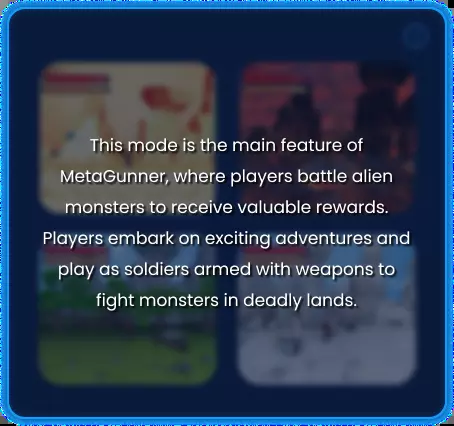 This mode is the main feature of
MetaGunner, where players battle alien
monsters to receive valuable rewards.
Players embark on exciting adventures and
play as soldiers armed with weapons to
fight monsters in deadly lands.